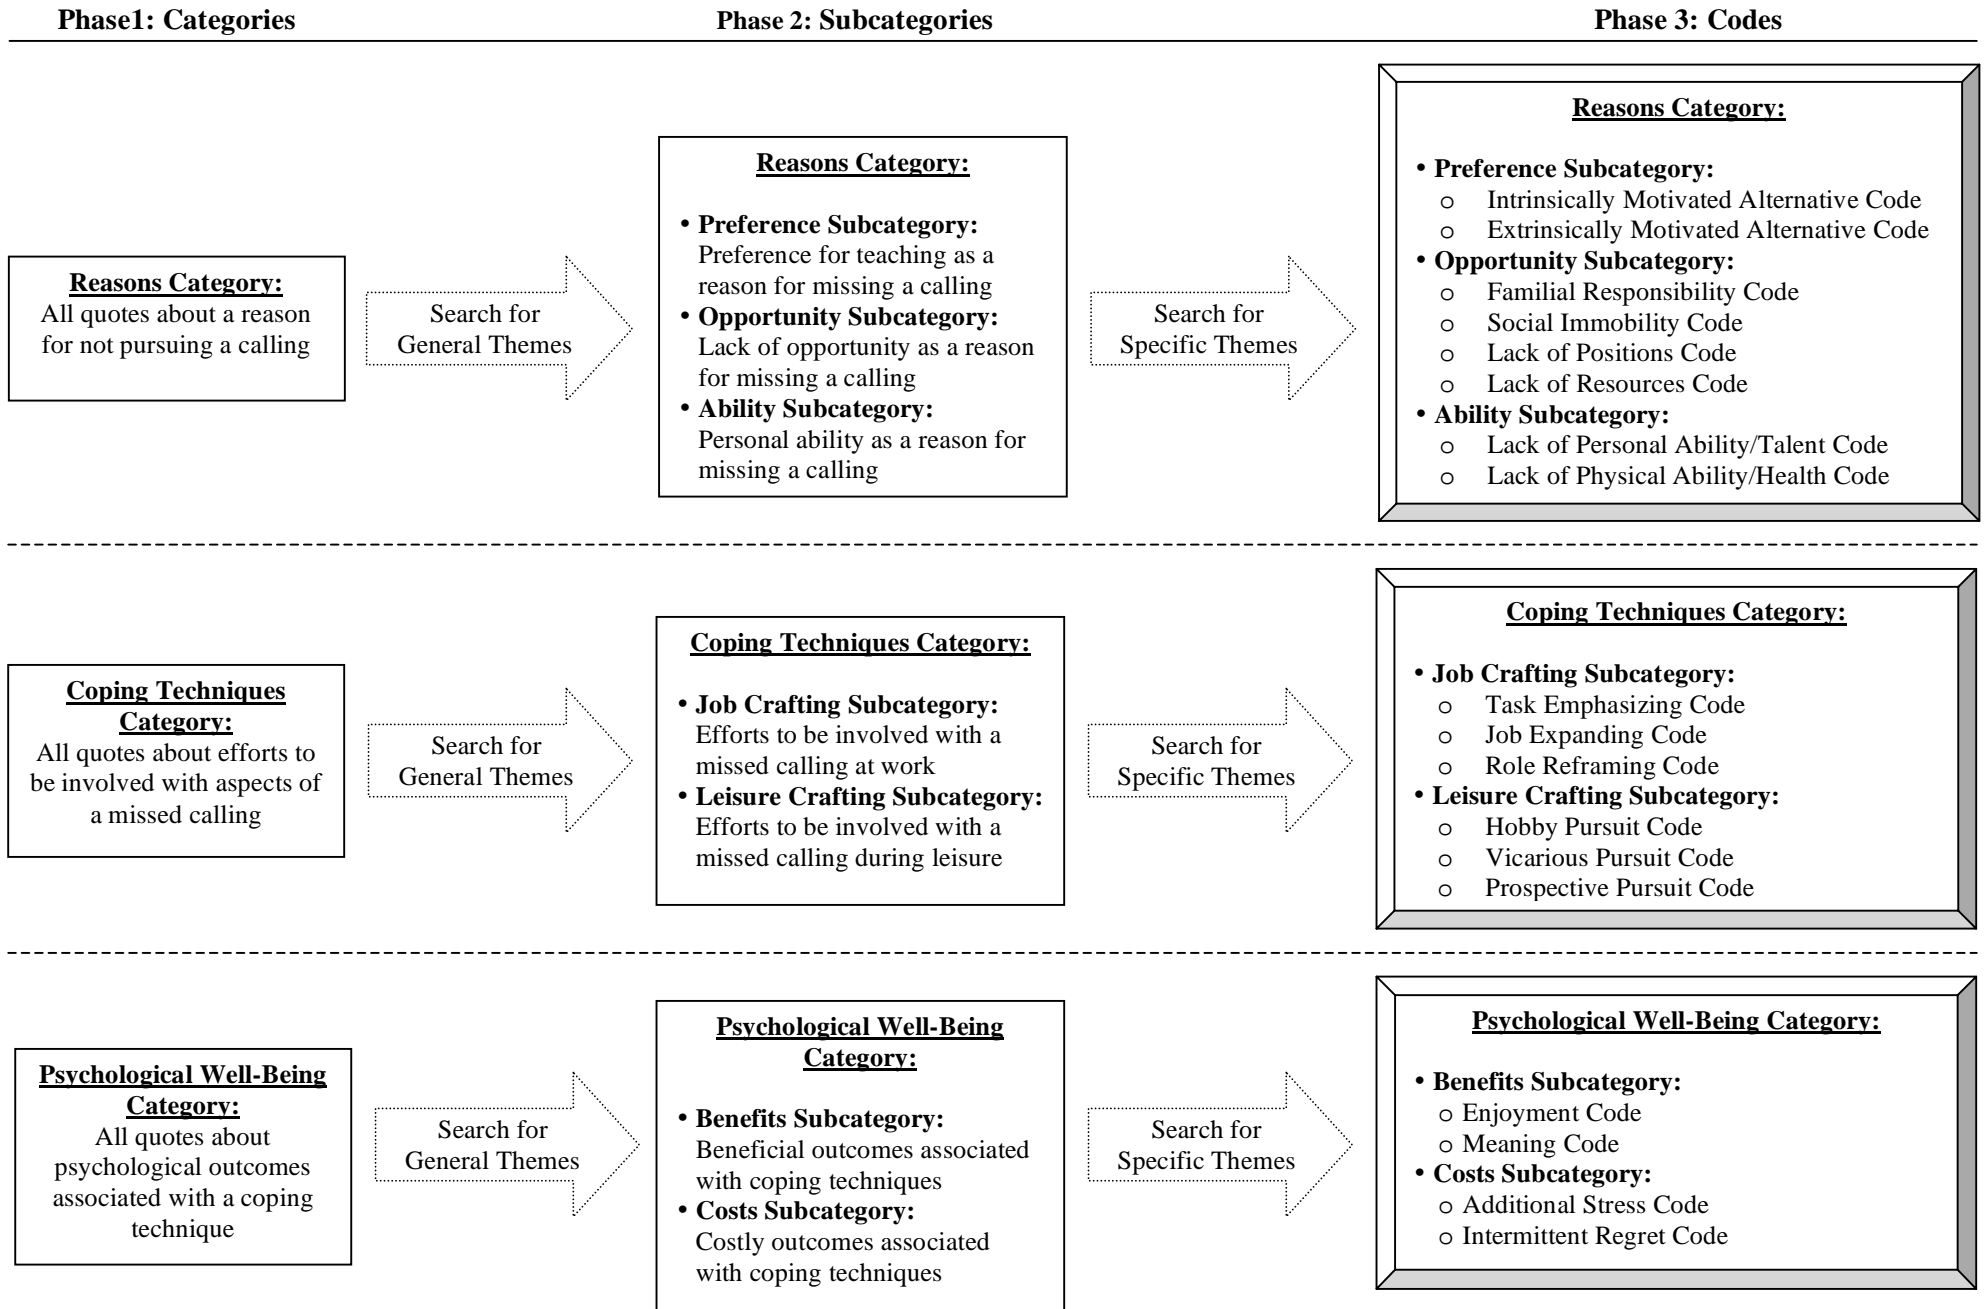 Phase1: Categories
Phase 2: Subcategories
Phase 3: Codes
Reasons Category:
All quotes about a reason
for not pursuing a calling
Search for
General Themes
Reasons Category:
• Preference Subcategory:
Preference for teaching as a
reason for missing a calling
• Opportunity Subcategory:
Lack of opportunity as a reason
for missing a calling
• Ability Subcategory:
Personal ability as a reason for
missing a calling
Search for
Specific Themes
Reasons Category:
• Preference Subcategory:
o Intrinsically Motivated Alternative Code
o Extrinsically Motivated Alternative Code
• Opportunity Subcategory:
o Familial Responsibility Code
o Social Immobility Code
o Lack of Positions Code
o Lack of Resources Code
• Ability Subcategory:
o Lack of Personal Ability/Talent Code
o Lack of Physical Ability/Health Code
Coping Techniques
Category:
All quotes about efforts to
be involved with aspects of
a missed calling
Search for
General Themes
Coping Techniques Category:
• Job Crafting Subcategory:
Efforts to be involved with a
missed calling at work
• Leisure Crafting Subcategory:
Efforts to be involved with a
missed calling during leisure
Search for
Specific Themes
Coping Techniques Category:
• Job Crafting Subcategory:
o Task Emphasizing Code
o Job Expanding Code
o Role Reframing Code
• Leisure Crafting Subcategory:
o Hobby Pursuit Code
o Vicarious Pursuit Code
o Prospective Pursuit Code
Psychological Well-Being
Category:
All quotes about
psychological outcomes
associated with a coping
technique
Search for
General Themes
Psychological Well-Being
Category:
• Benefits Subcategory:
Beneficial outcomes associated
with coping techniques
• Costs Subcategory:
Costly outcomes associated
with coping techniques
Search for
Specific Themes
Psychological Well-Being Category:
• Benefits Subcategory:
o Enjoyment Code
o Meaning Code
• Costs Subcategory:
o Additional Stress Code
o Intermittent Regret Code